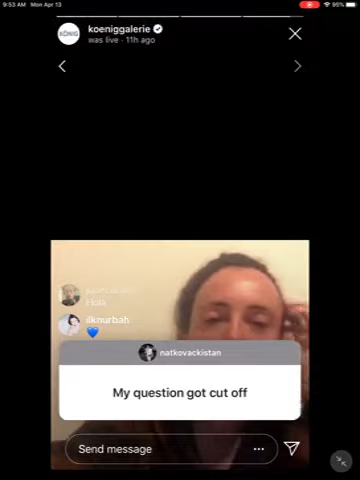 9:53 AM Mon Apr 13
95%
KÖNIG
koeniggalerie
was live · 11h ago
Hola
ilknurbah
natkovackistan
My question got cut off
Send message